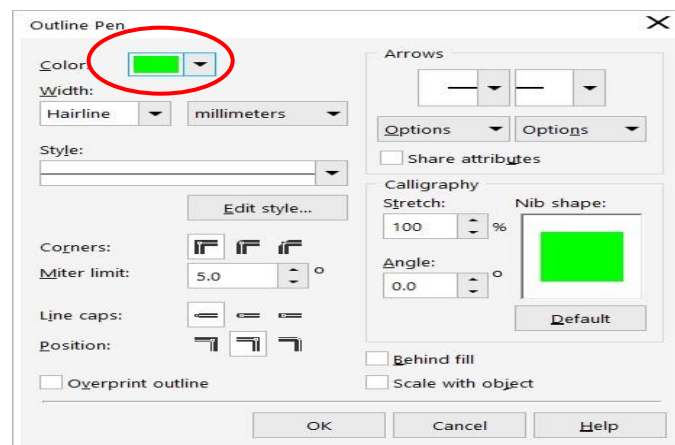 Outline Pen
Color:
Width:
Hairline
millimeters
Style:
Edit style...
Corners:
Miter limit:
5.0
°
Line caps:
Position:
Overprint outline
Arrows
Options
Options
Share attributes
Calligraphy
Stretch:
Nib shape:
100
%
Angle:
0.0
°
Default
Behind fill
Scale with object
OK
Cancel
Help